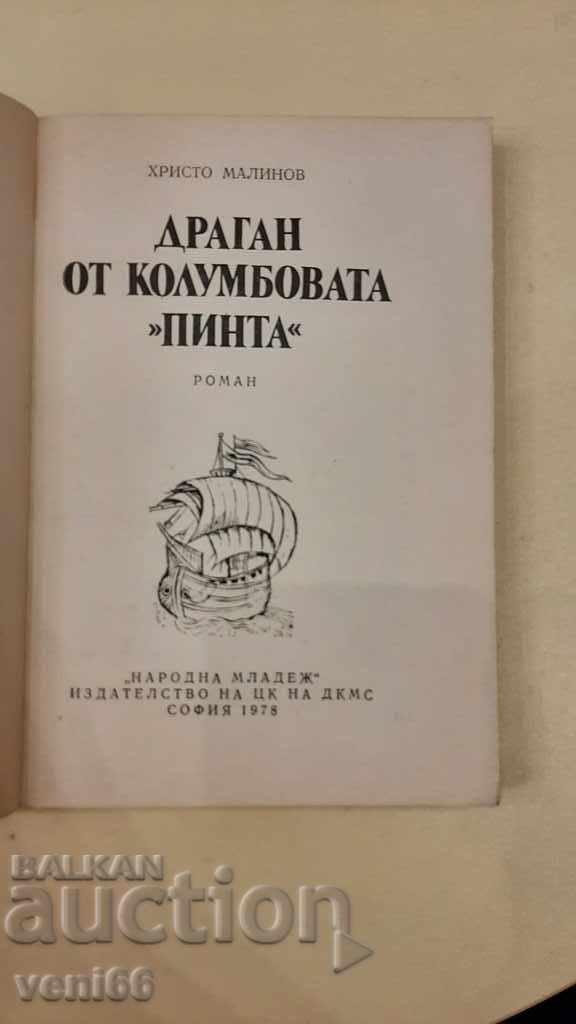 ХРИСТО МАЛИНОВ
ДРАГАН
ОТ КОЛУМБОВАТА
»ПИНТА«
РОМАН
„НАРОДНА МЛАДЕЖ“
ИЗДАТЕЛСТВО НА ЦК НА ДКМС
СОФИЯ 1978
BALKAN
auction
veni66